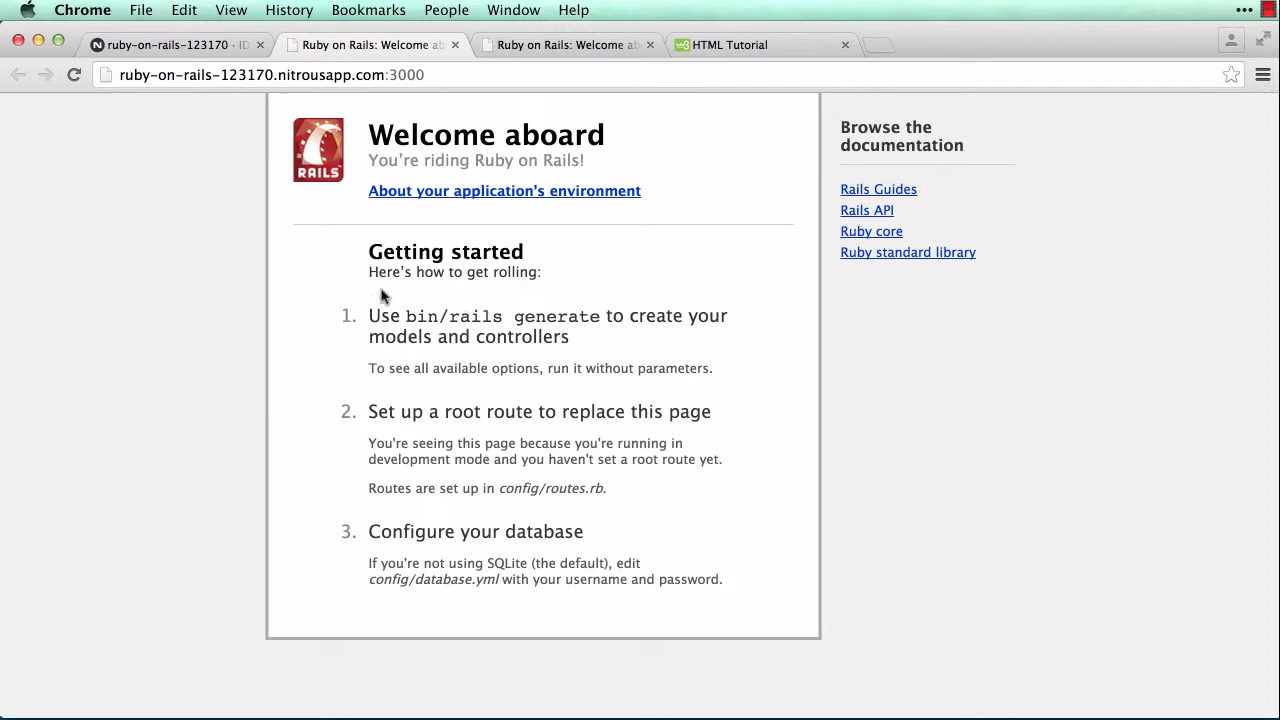 Chrome File Edit View History Bookmarks People Window Help
ruby-on-rails-123170 · ID
Ruby on Rails: Welcome ab
Ruby on Rails: Welcome ab
HTML Tutorial
ruby-on-rails-123170.nitrousapp.com:3000
RAILS
Welcome aboard
You’re riding Ruby on Rails!
About your application’s environment
Getting started
Here’s how to get rolling:
1. Use bin/rails generate to create your
models and controllers
To see all available options, run it without parameters.
2. Set up a root route to replace this page
You're seeing this page because you're running in
development mode and you haven't set a root route yet.
Routes are set up in config/routes.rb.
3. Configure your database
If you're not using SQLite (the default), edit
config/database.yml with your username and password.
Browse the
documentation
Rails Guides
Rails API
Ruby core
Ruby standard library